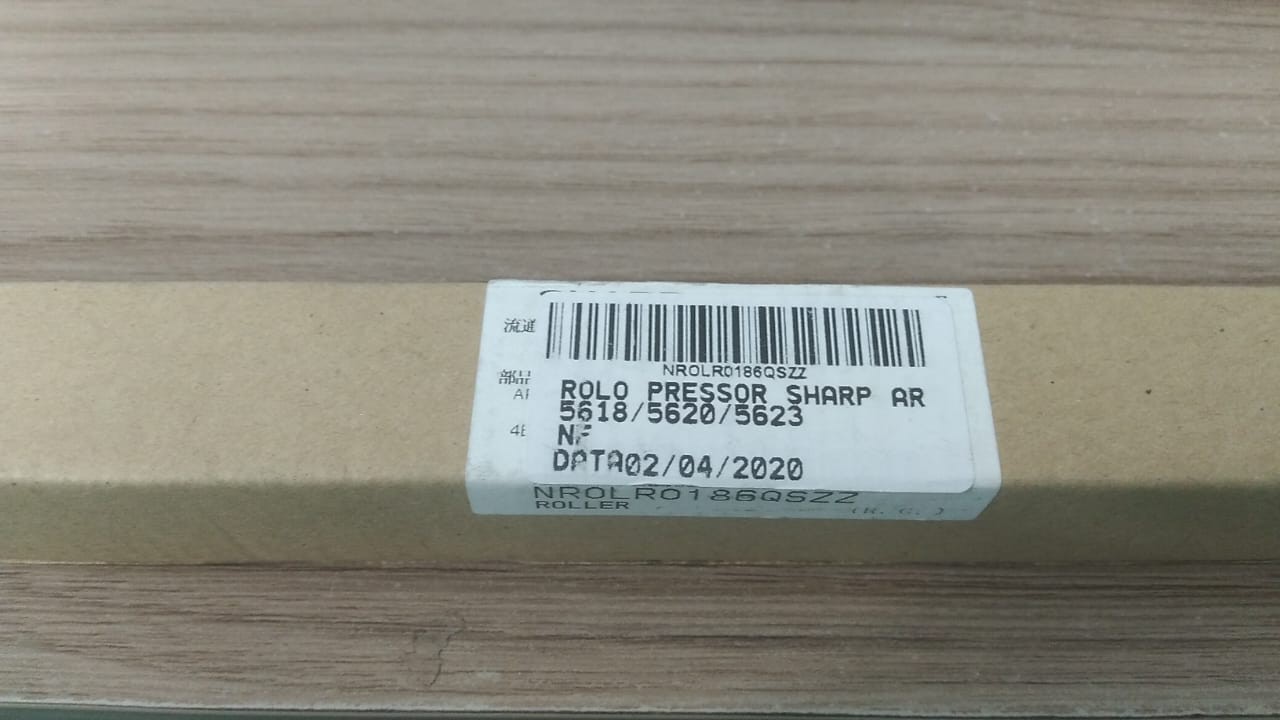 流通
NROLR0186QSZZ
部品
ROLO PRESSOR SHARP AR
5618/5620/5623
NF
DATA02/04/2020
NROLR0186QSZZ
ROLLER